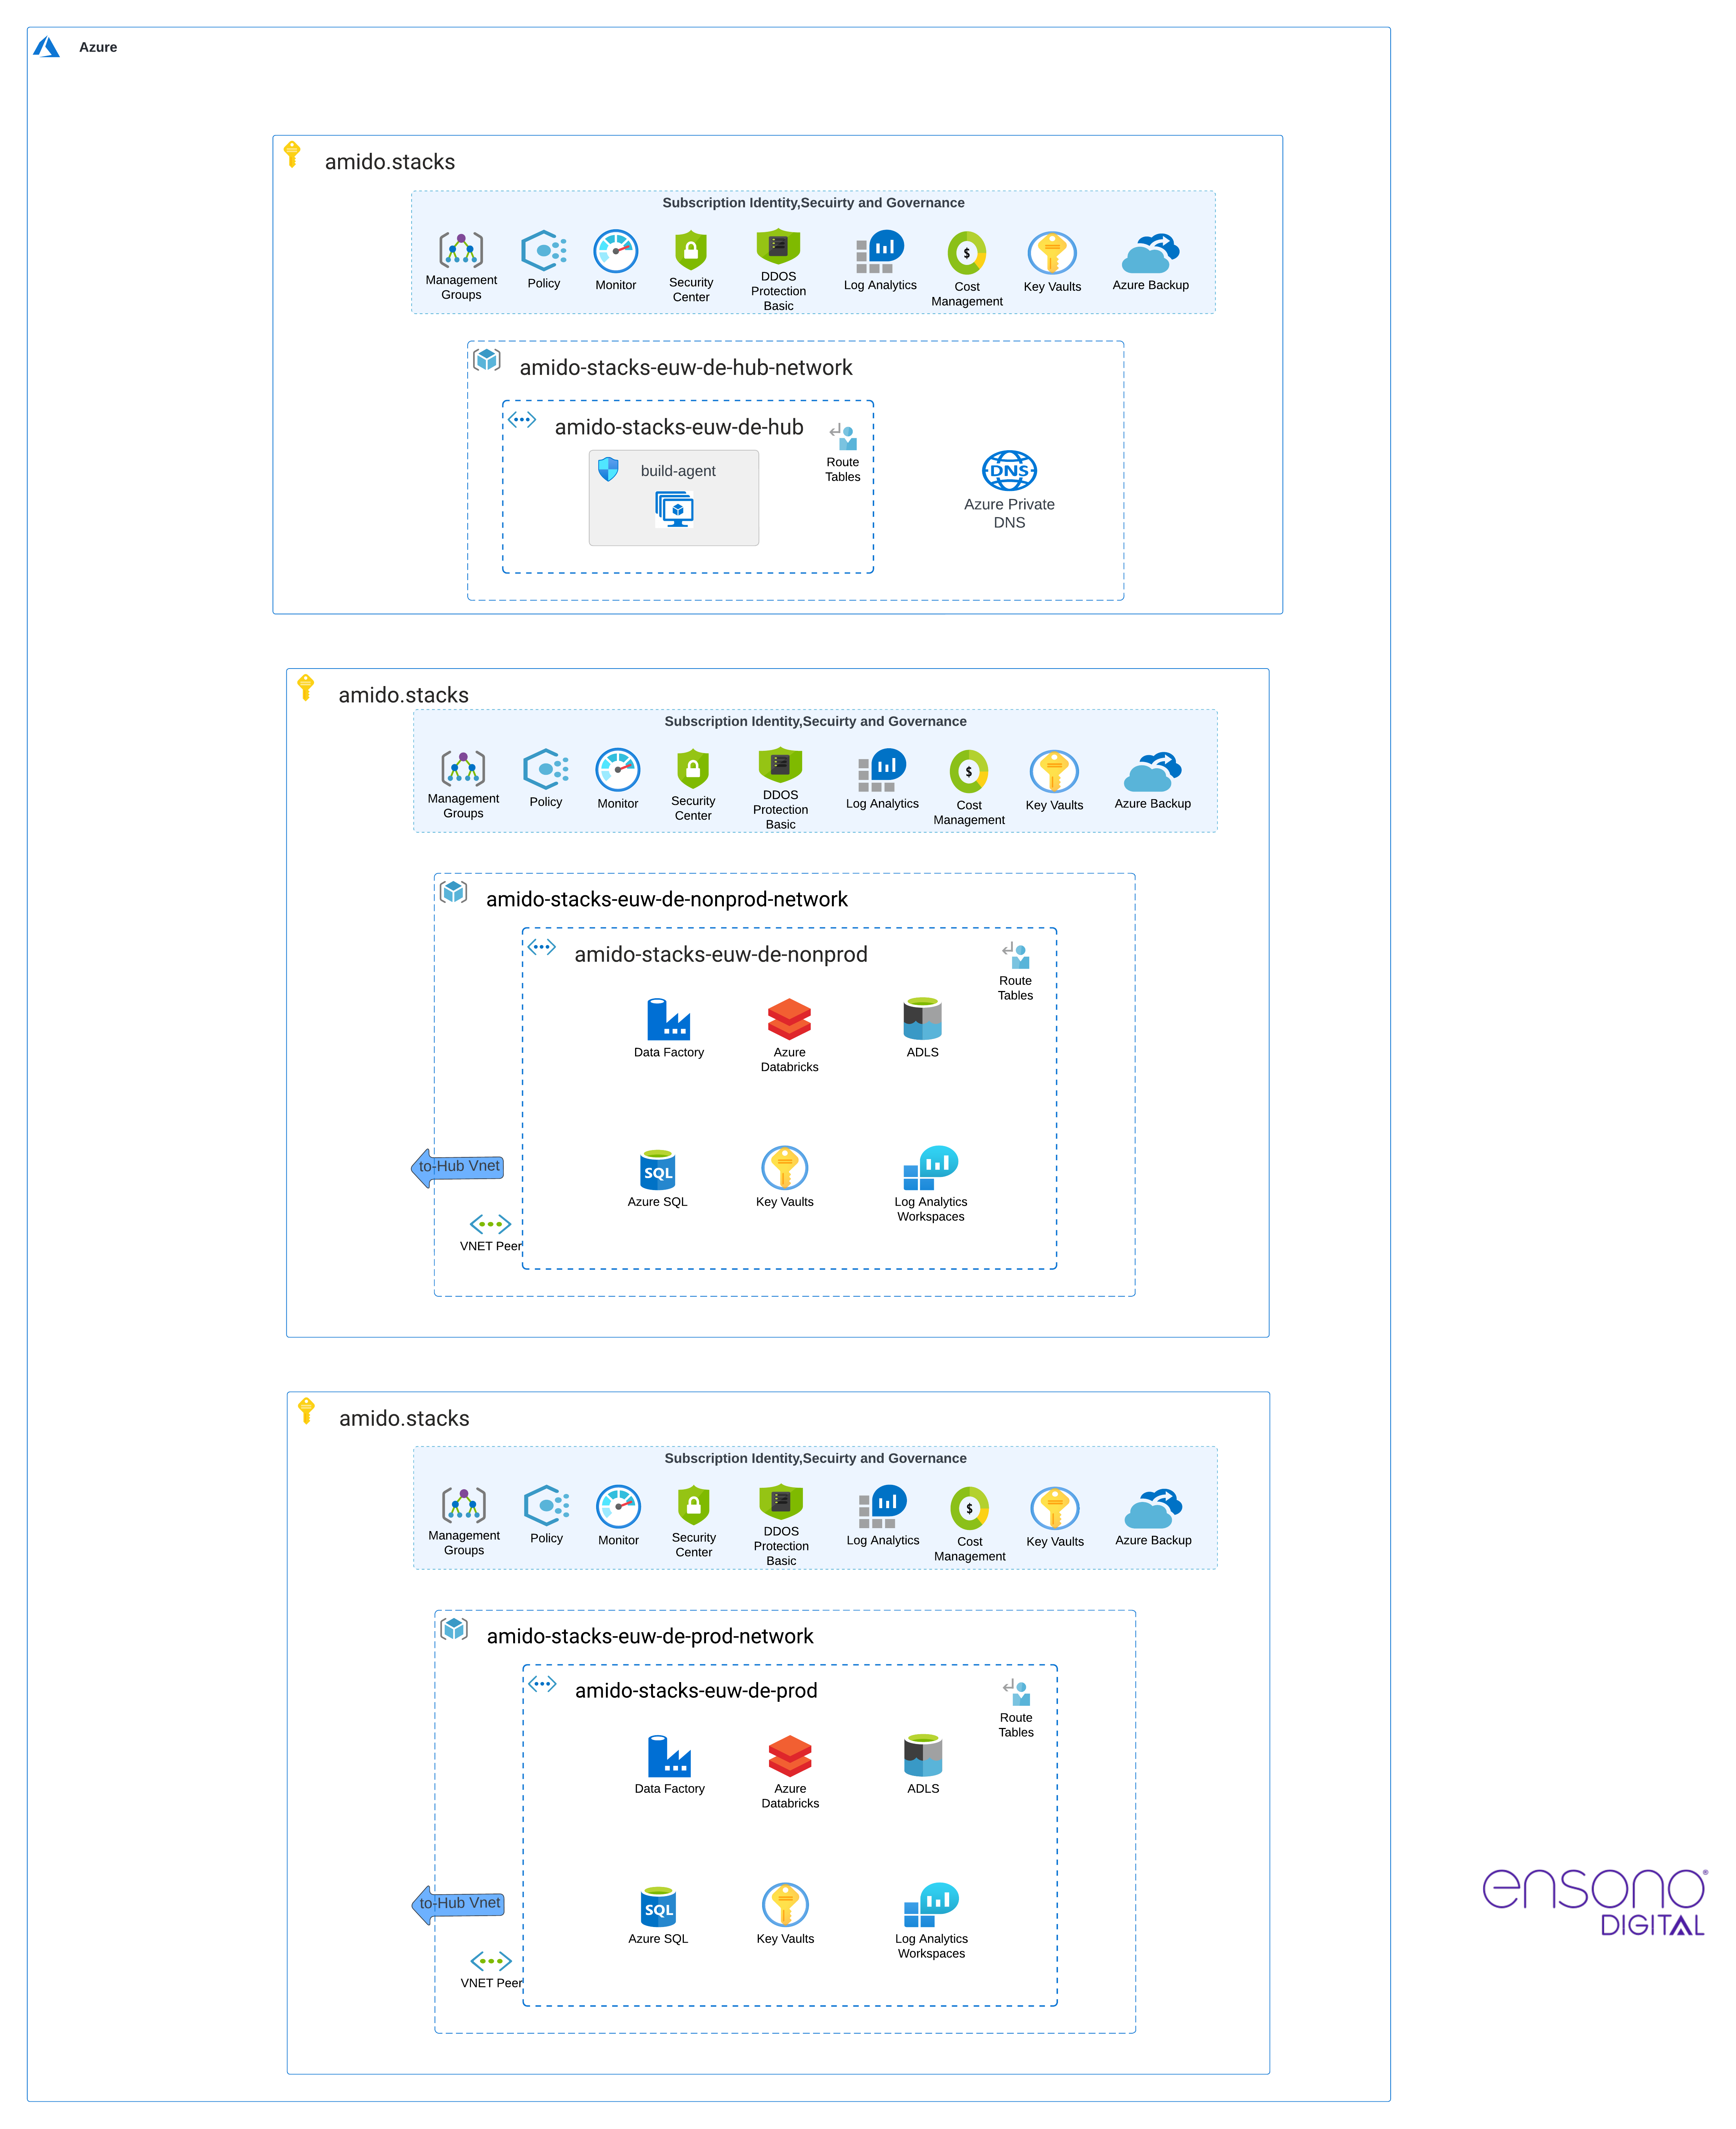 Azure
amido.stacks
Subscription Identity,Secuirty and Governance
Management
Groups
Policy
Monitor
Security
Center
DDOS
Protection
Basic
Log Analytics
Cost
Management
Key Vaults
Azure Backup
amido-stacks-euw-de-hub-network
amido-stacks-euw-de-hub
Route
Tables
build-agent
DNS
Azure Private
DNS
amido.stacks
Subscription Identity,Secuirty and Governance
Management
Groups
Policy
Monitor
Security
Center
DDOS
Protection
Basic
Log Analytics
Cost
Management
Key Vaults
Azure Backup
amido-stacks-euw-de-nonprod-network
amido-stacks-euw-de-nonprod
Route
Tables
Data Factory
Azure
Databricks
ADLS
to-Hub Vnet
SQL
Azure SQL
Key Vaults
Log Analytics
Workspaces
VNET Peer
amido.stacks
Subscription Identity,Secuirty and Governance
Management
Groups
Policy
Monitor
Security
Center
DDOS
Protection
Basic
Log Analytics
Cost
Management
Key Vaults
Azure Backup
amido-stacks-euw-de-prod-network
amido-stacks-euw-de-prod
Route
Tables
Data Factory
Azure
Databricks
ADLS
to-Hub Vnet
SQL
Azure SQL
Key Vaults
Log Analytics
Workspaces
VNET Peer
ensono®
DIGITAL